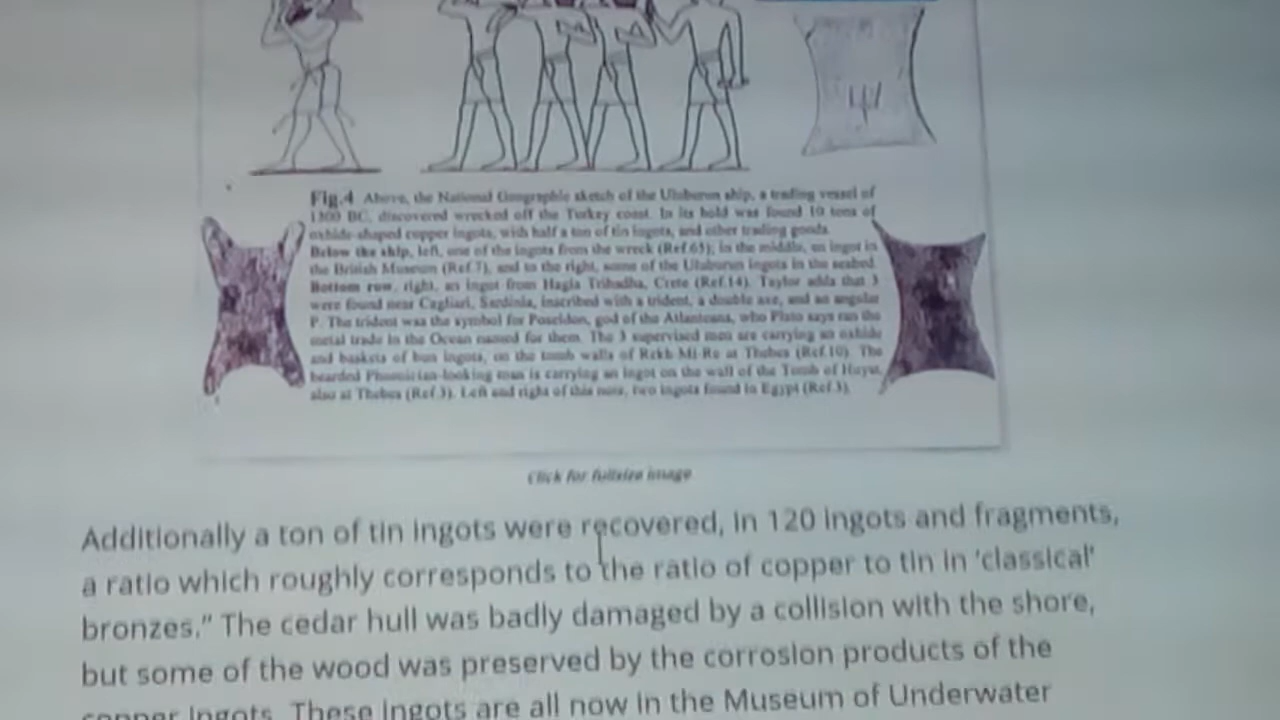 Fig.4 Above, the National Geographic sketch of the Uluburun ship, a trading vessel of
1300 BC, discovered wrecked off the Turkey coast. In its hold was found 10 tons of
oxhide-shaped copper ingots, with half a ton of tin ingots, and other trading goods.
Below the ship, left, one of the ingots from the wreck (Ref.65); in the middle, an ingot in
the British Museum (Ref.7), and to the right, some of the Uluburun ingots in the seabed.
Bottom row, right, an ingot from Hagia Trihadha, Crete (Ref.14). Taylor adds that 3
were found near Cagliari, Sardinia, inscribed with a trident, a double axe, and an angular
P. The trident was the symbol for Poseidon, god of the Atlanteans, who Plato says ran the
metal trade in the Ocean named for them. The 3 supervised men are carrying an oxhide
and baskets of bun ingots, on the tomb walls of Rekh-Mi-Re at Thebes (Ref.10). The
bearded Phoenician-looking man is carrying an ingot on the wall of the Tomb of Huya,
also at Thebes (Ref.3). Left and right of this note, two ingots found in Egypt (Ref.3).
Click for fullsize image
Additionally a ton of tin ingots were recovered, in 120 ingots and fragments,
a ratio which roughly corresponds to the ratio of copper to tin in 'classical'
bronzes." The cedar hull was badly damaged by a collision with the shore,
but some of the wood was preserved by the corrosion products of the
copper ingots. These ingots are all now in the Museum of Underwater